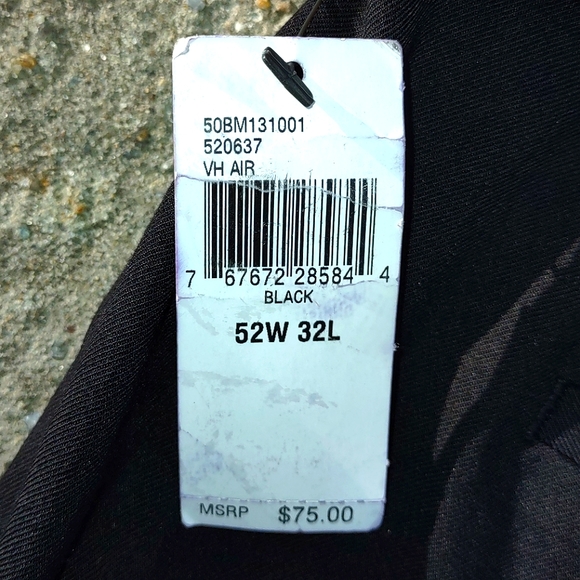 50BM131001
520637
VH AIR
7 67672 28584 4
BLACK
52W 32L
MSRP $75.00